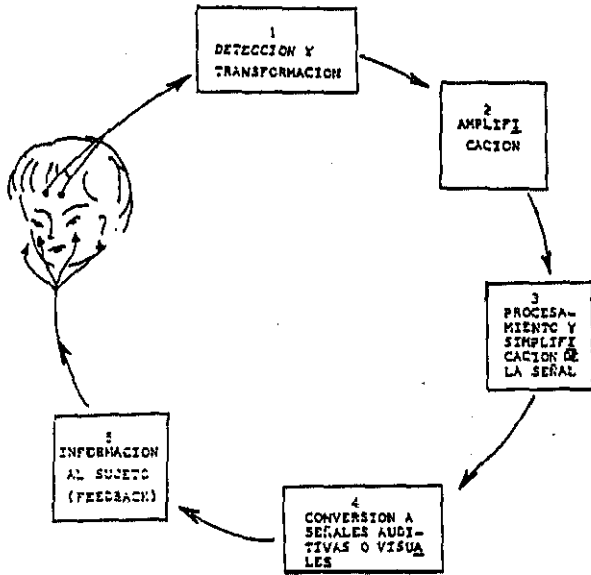 1
DETECCION Y
TRANSFORMACION
2
AMPLIFI
CACION
3
PROCESA-
MIENTO Y
SIMPLIFI
CACION DE
LA SEÑAL
4
CONVERSION A
SEÑALES AUDI-
TIVAS O VISUA
LES
5
INFORMACION
AL SUJETO
(FEEDBACK)